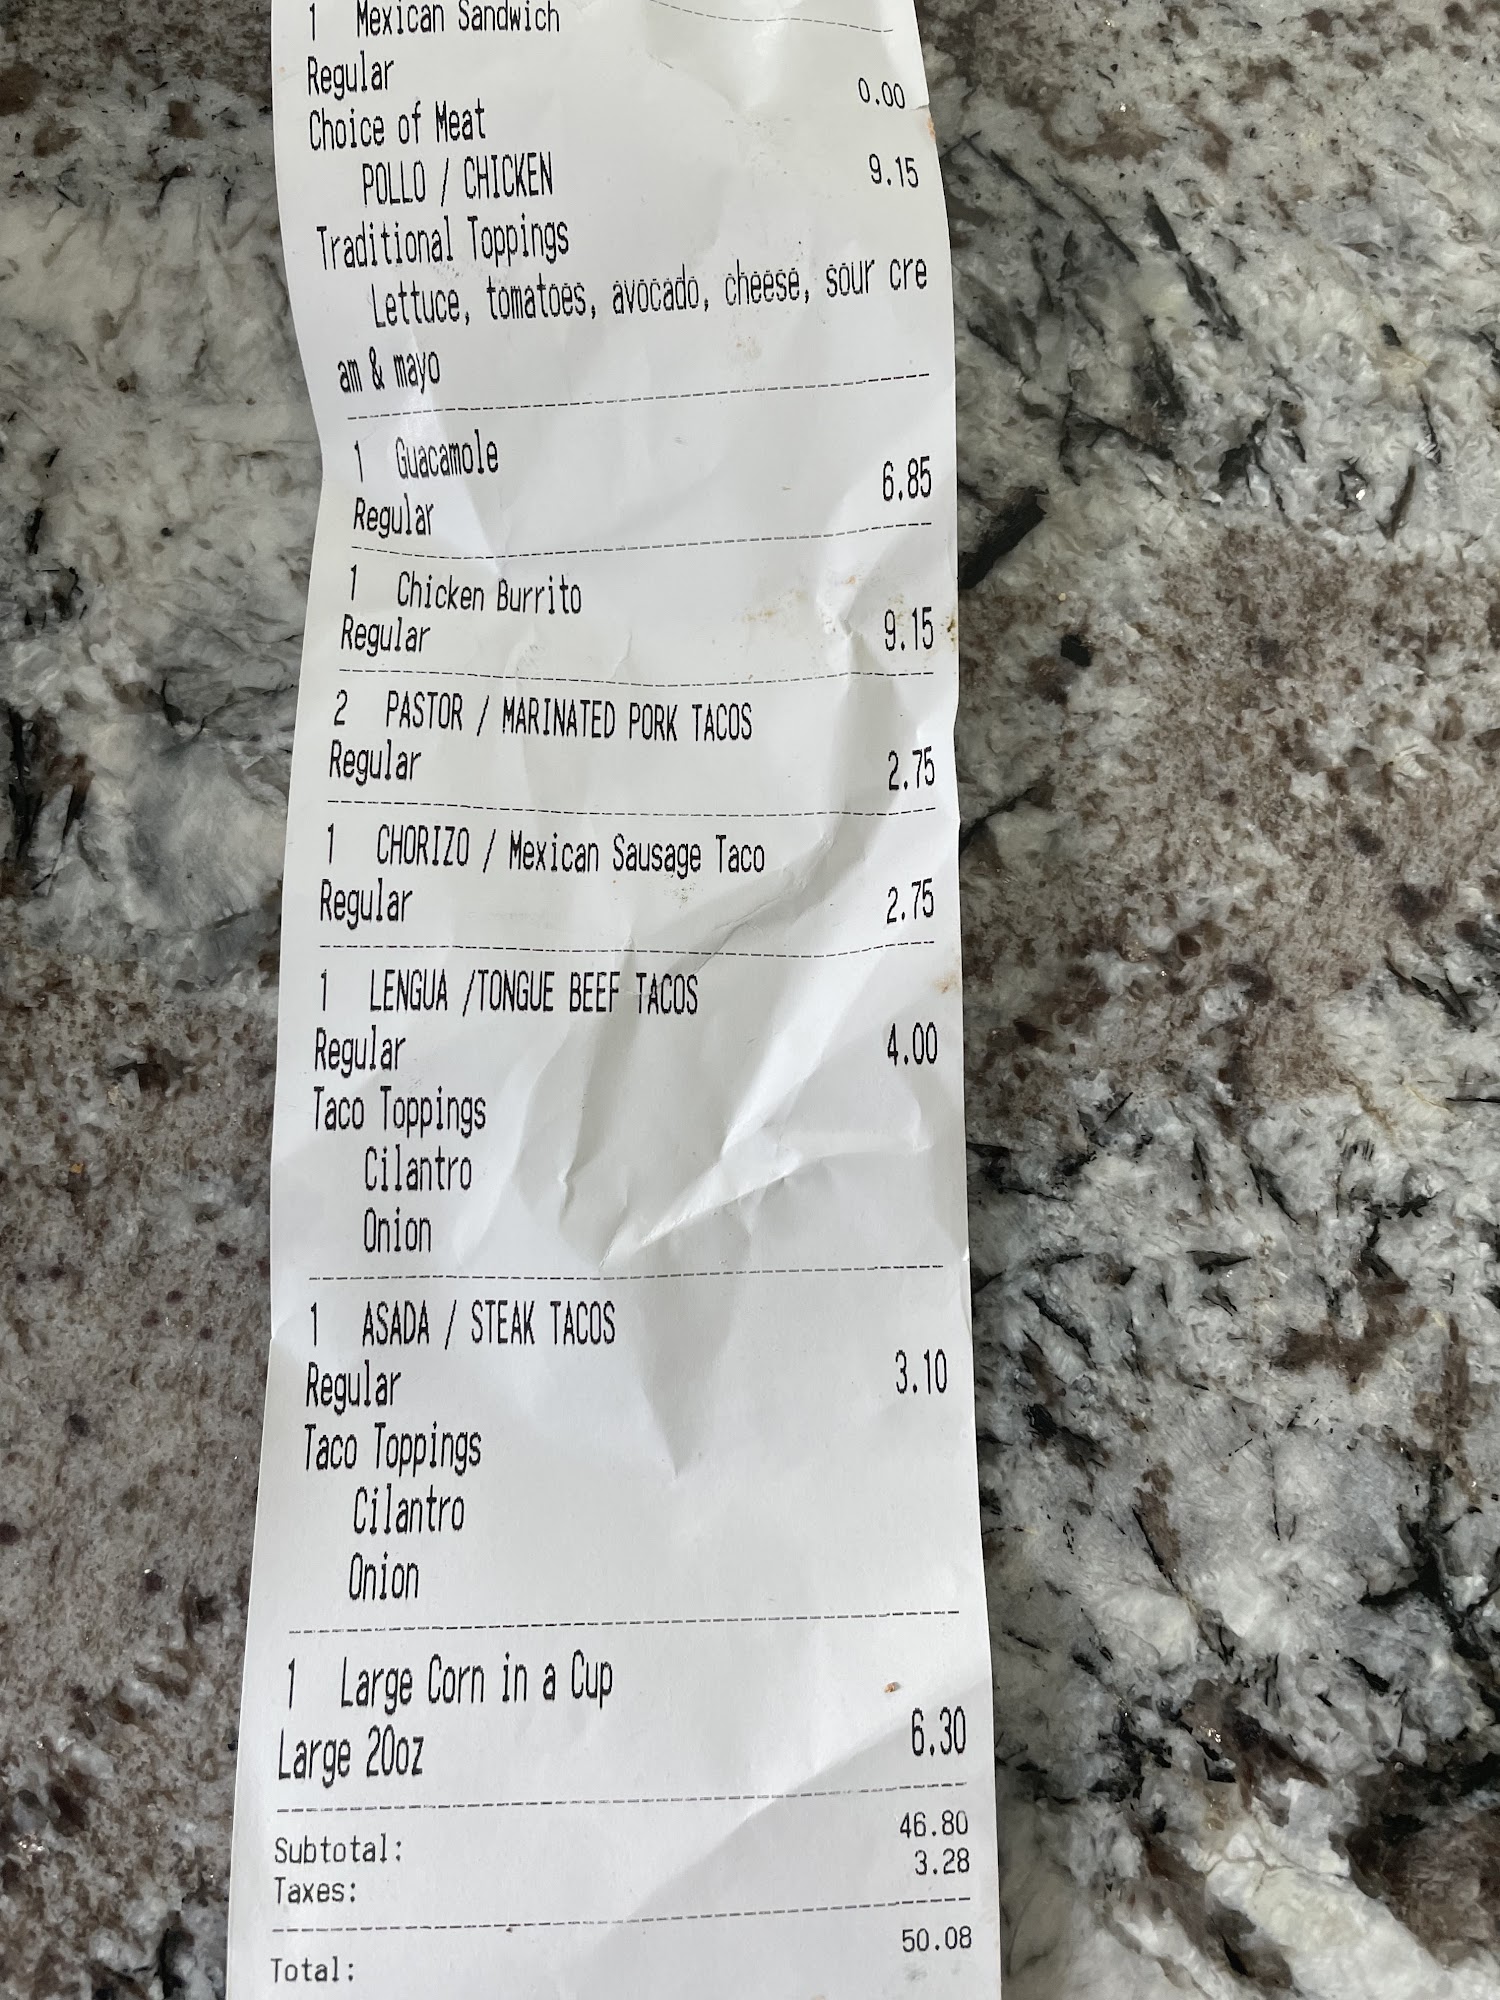 1 Mexican Sandwich
Regular 0.00
Choice of Meat
POLLO / CHICKEN 9.15
Traditional Toppings
Lettuce, tomatoes, avocado, cheese, sour cre
am & mayo
1 Guacamole
Regular 6.85
1 Chicken Burrito
Regular 9.15
2 PASTOR / MARINATED PORK TACOS
Regular 2.75
1 CHORIZO / Mexican Sausage Taco
Regular 2.75
1 LENGUA /TONGUE BEEF TACOS
Regular 4.00
Taco Toppings
Cilantro
Onion
1 ASADA / STEAK TACOS
Regular 3.10
Taco Toppings
Cilantro
Onion
1 Large Corn in a Cup
Large 20oz 6.30
Subtotal: 46.80
Taxes: 3.28
Total: 50.08